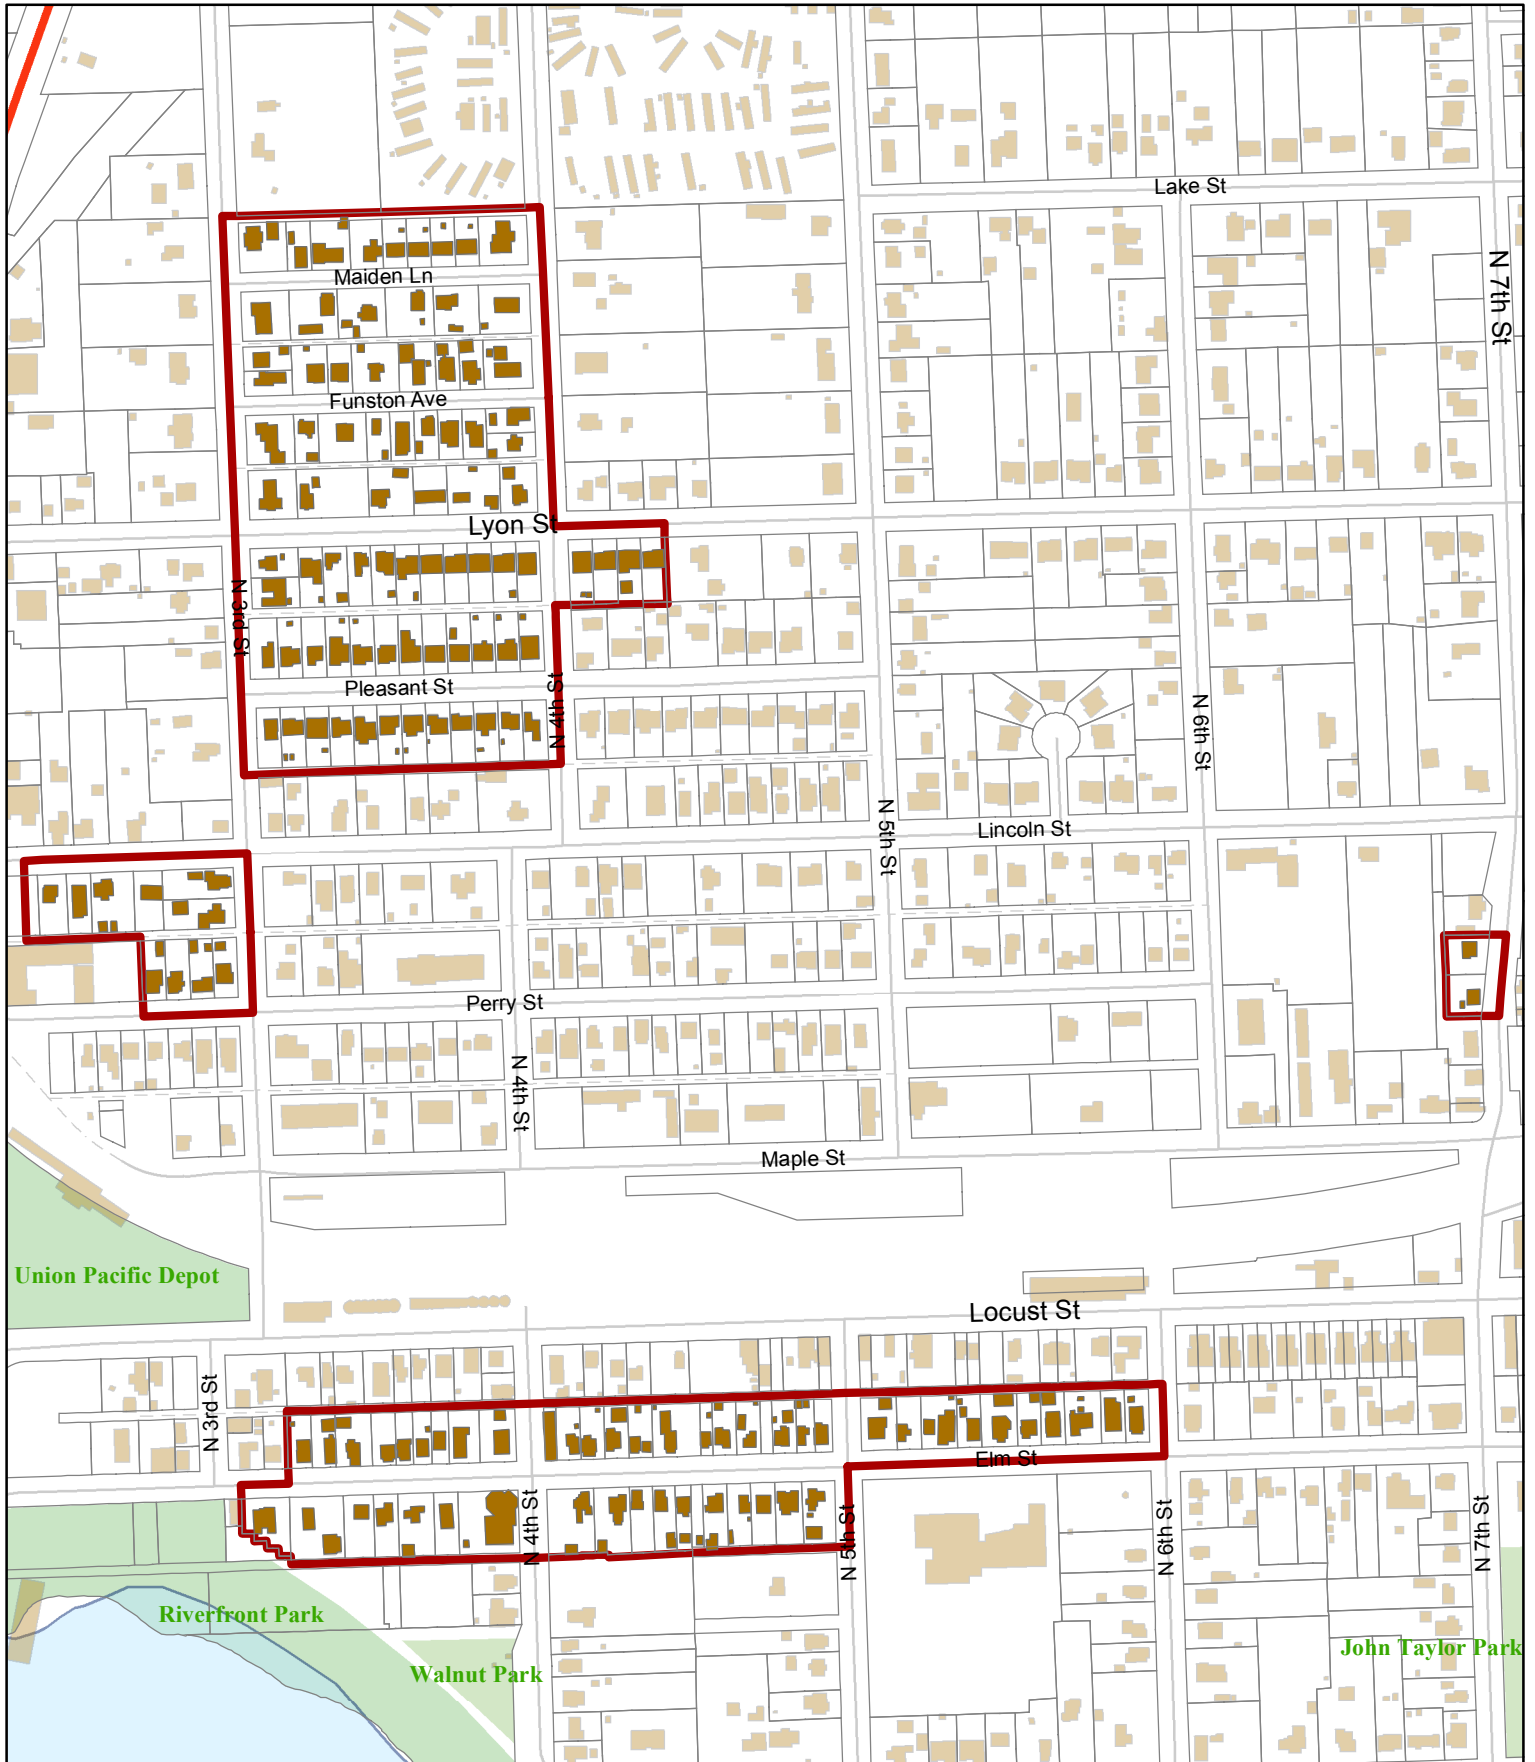 Lake St
Maiden Ln
N 7th St
Funston Ave
Lyon St
N 3rd St
Pleasant St
N 4th St
N 6th St
N 5th St
Lincoln St
Perry St
N 4th St
Maple St
Union Pacific Depot
Locust St
N 3rd St
Elm St
N 4th St
N 5th St
N 6th St
N 7th St
Riverfront Park
Walnut Park
John Taylor Park